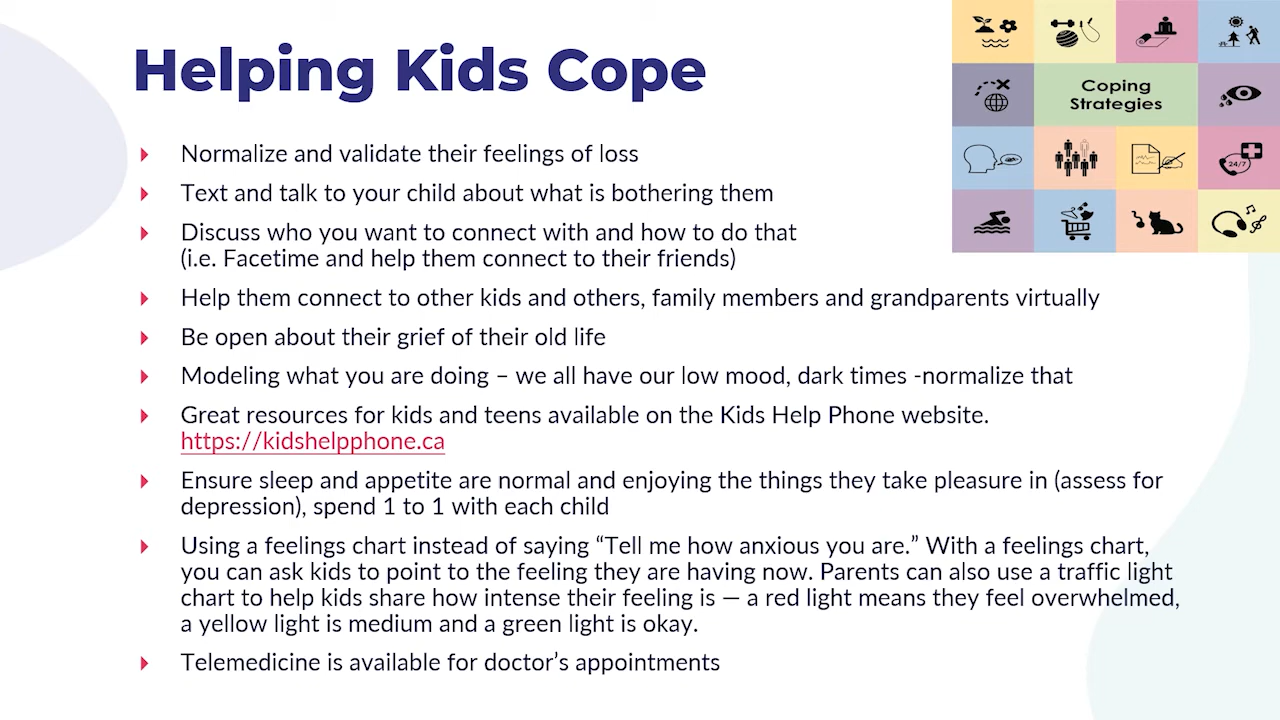 Helping Kids Cope
Coping
Strategies
24/7
Normalize and validate their feelings of loss
Text and talk to your child about what is bothering them
Discuss who you want to connect with and how to do that
(i.e. Facetime and help them connect to their friends)
Help them connect to other kids and others, family members and grandparents virtually
Be open about their grief of their old life
Modeling what you are doing – we all have our low mood, dark times -normalize that
Great resources for kids and teens available on the Kids Help Phone website.
https://kidshelpphone.ca
Ensure sleep and appetite are normal and enjoying the things they take pleasure in (assess for
depression), spend 1 to 1 with each child
Using a feelings chart instead of saying “Tell me how anxious you are.” With a feelings chart,
you can ask kids to point to the feeling they are having now. Parents can also use a traffic light
chart to help kids share how intense their feeling is — a red light means they feel overwhelmed,
a yellow light is medium and a green light is okay.
Telemedicine is available for doctor’s appointments